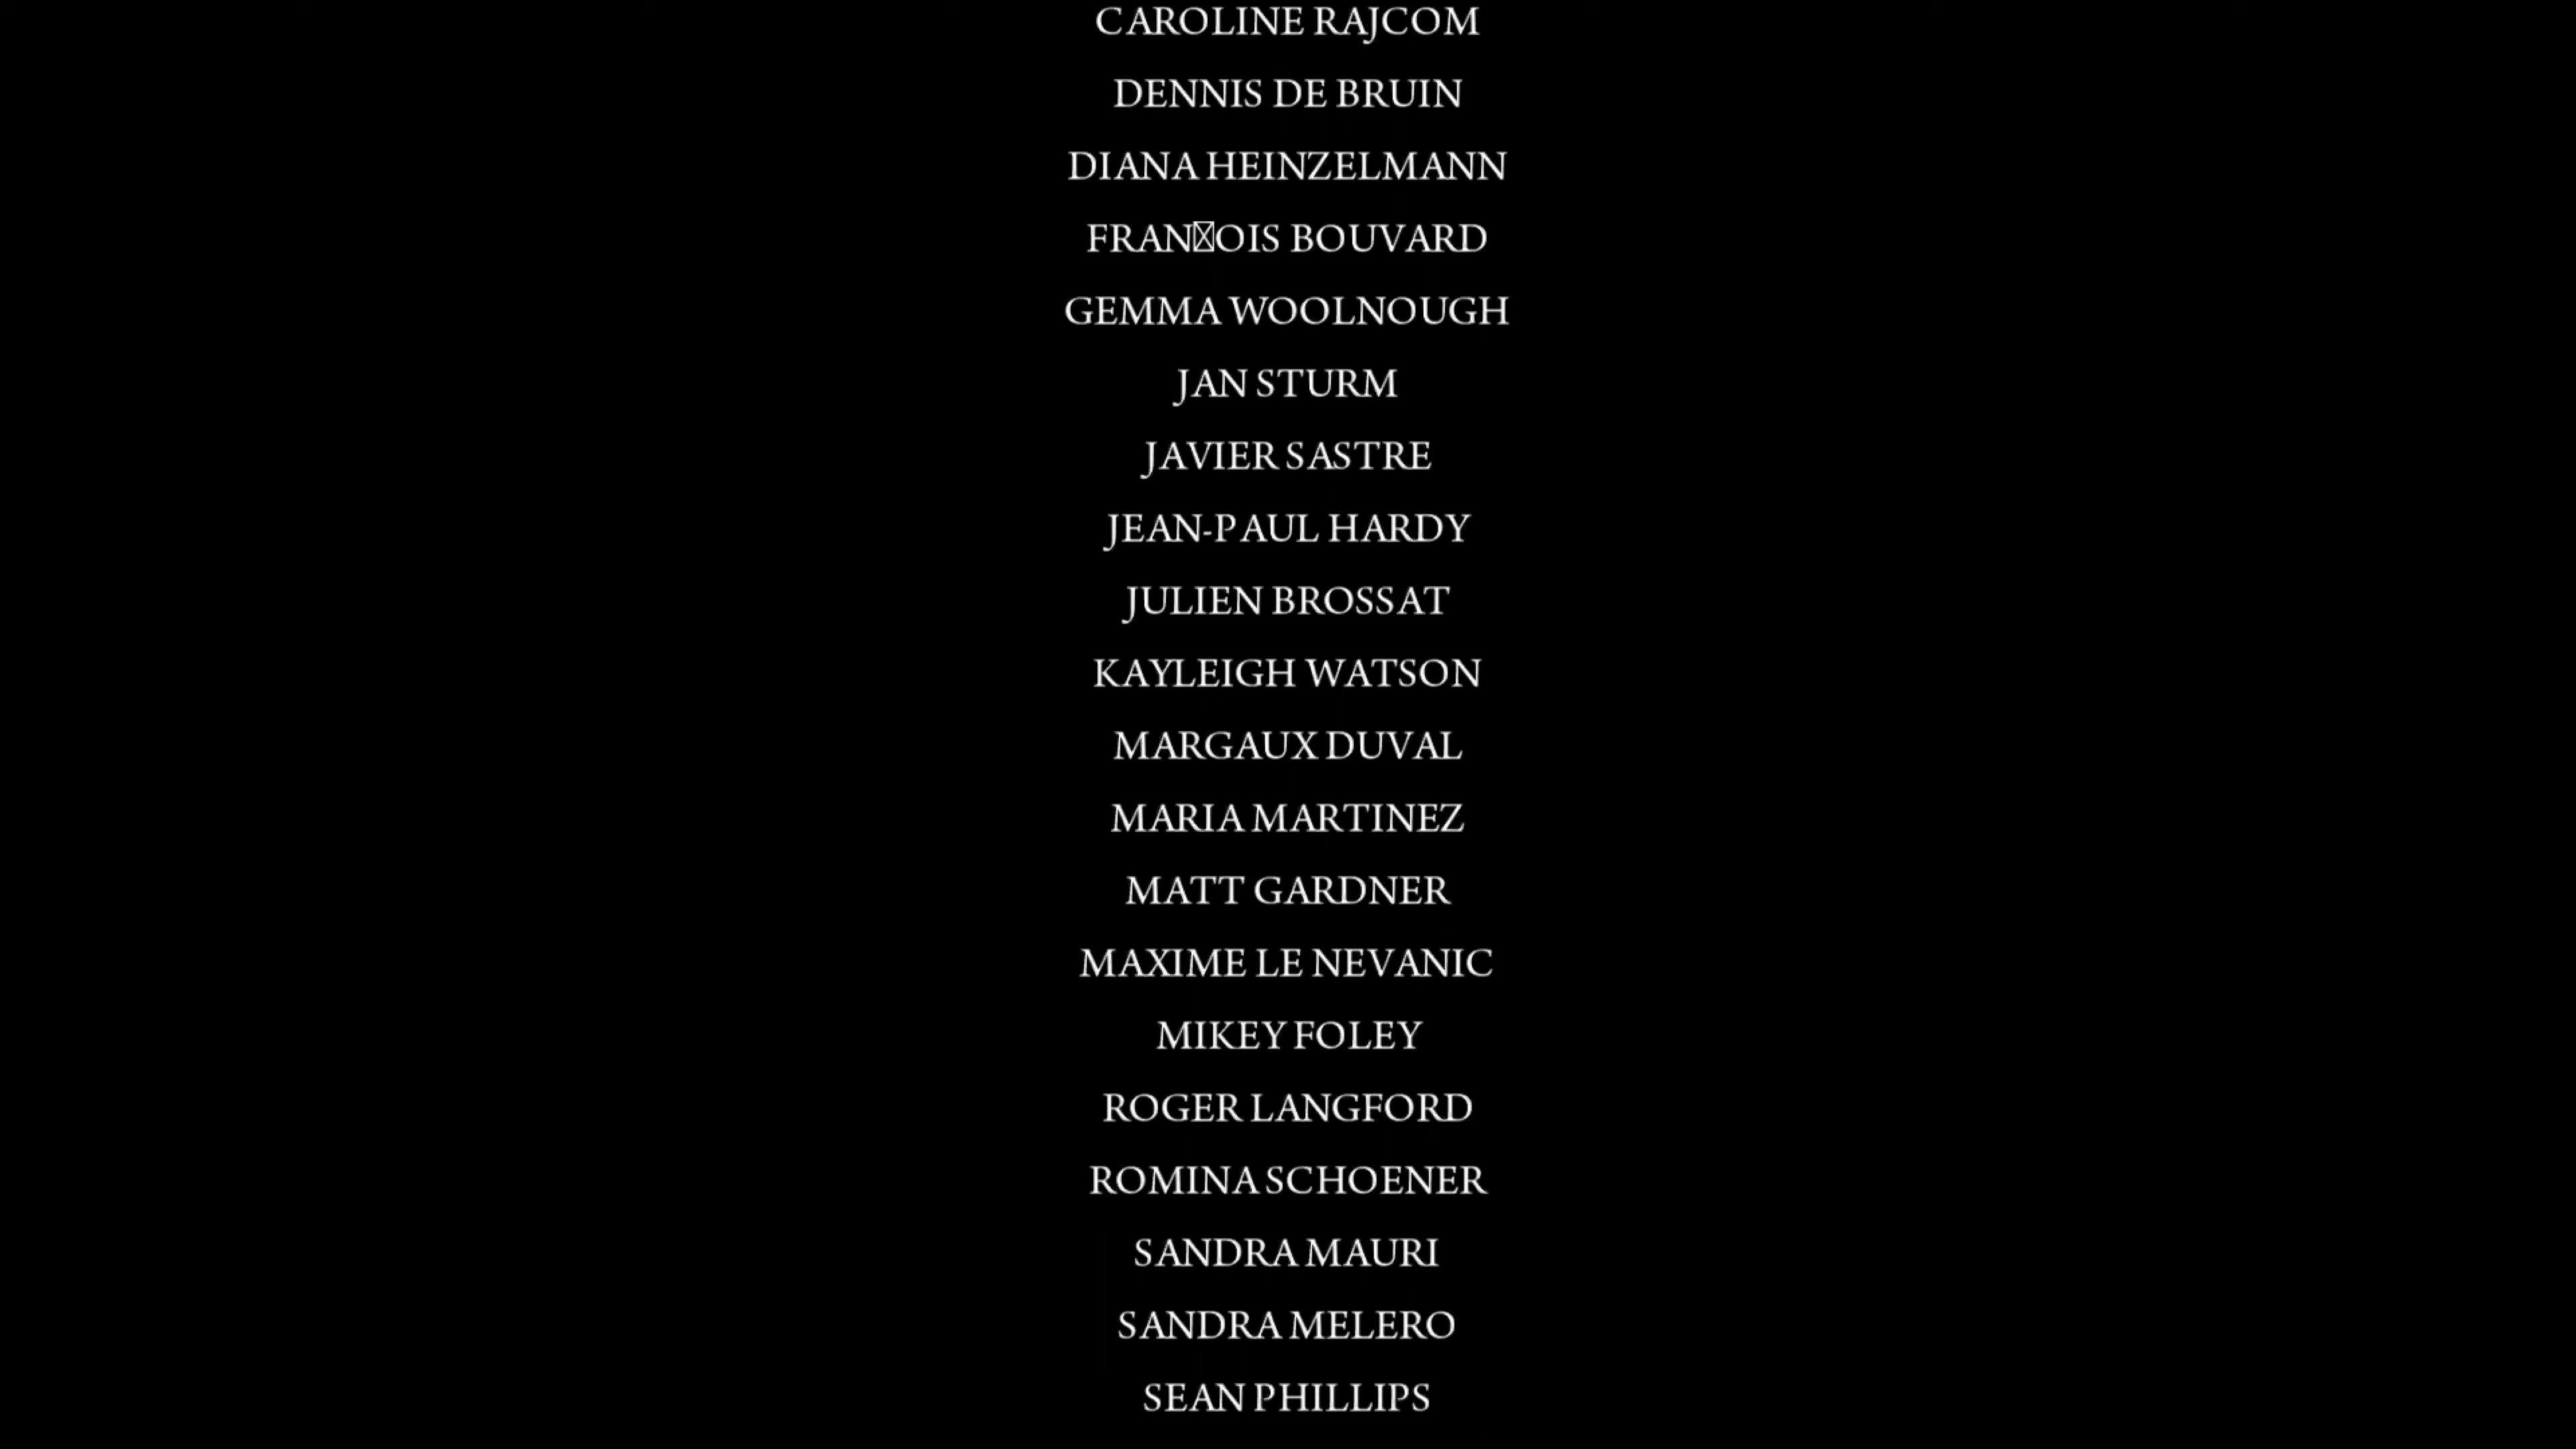 CAROLINE RAJCOM
DENNIS DE BRUIN
DIANA HEINZELMANN
FRAN☒OIS BOUVARD
GEMMA WOOLNOUGH
JAN STURM
JAVIER SASTRE
JEAN-PAUL HARDY
JULIEN BROSSAT
KAYLEIGH WATSON
MARGAUX DUVAL
MARIA MARTINEZ
MATT GARDNER
MAXIME LE NEVANIC
MIKEY FOLEY
ROGER LANGFORD
ROMINA SCHOENER
SANDRA MAURI
SANDRA MELERO
SEAN PHILLIPS